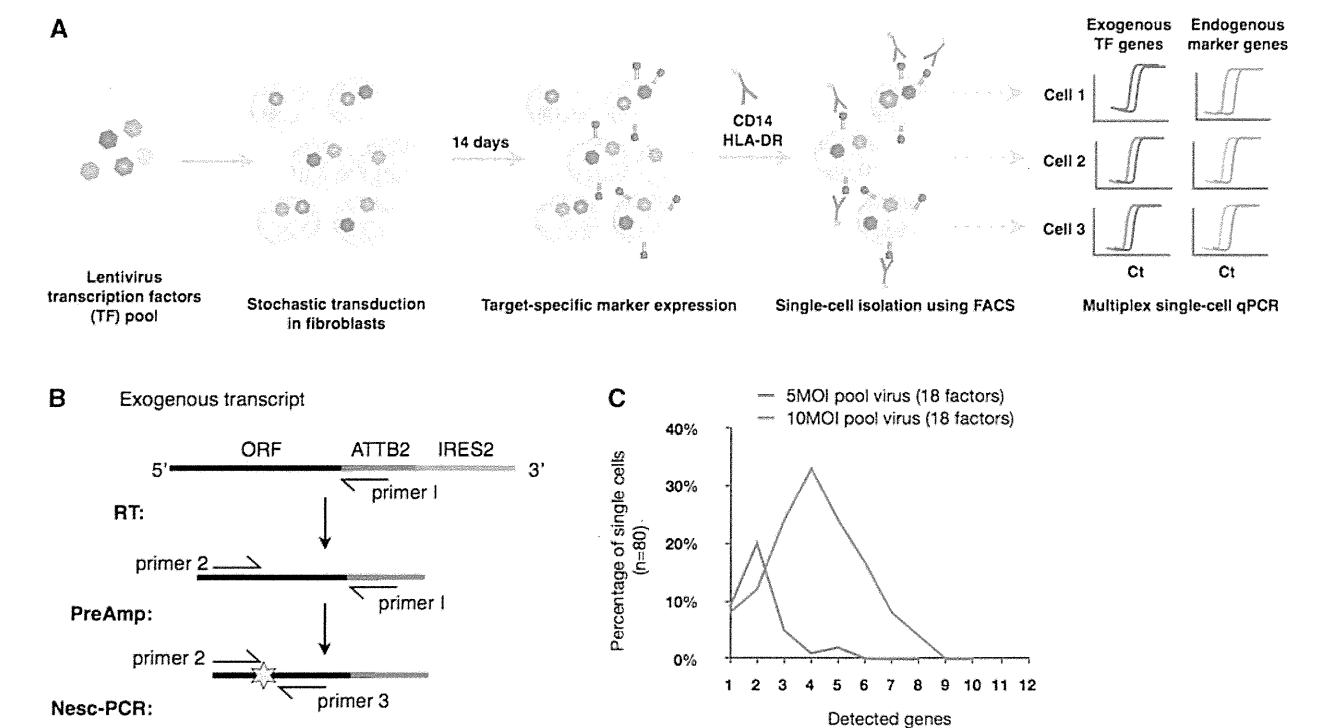 A
Exogenous
TF genes
Endogenous
marker genes
Cell 1
Cell 2
Cell 3
14 days
CD14
HLA-DR
Ct
Ct
Lentivirus
transcription factors
(TF) pool
Stochastic transduction
in fibroblasts
Target-specific marker expression
Single-cell isolation using FACS
Multiplex single-cell qPCR
B
Exogenous transcript
ORF
ATTB2
IRES2
5’
3’
primer I
RT:
primer 2
primer I
PreAmp:
primer 2
primer 3
Nesc-PCR:
C
5MOI pool virus (18 factors)
10MOI pool virus (18 factors)
Percentage of single cells
(n=80)
40%
30%
20%
10%
0%
1 2 3 4 5 6 7 8 9 10 11 12
Detected genes